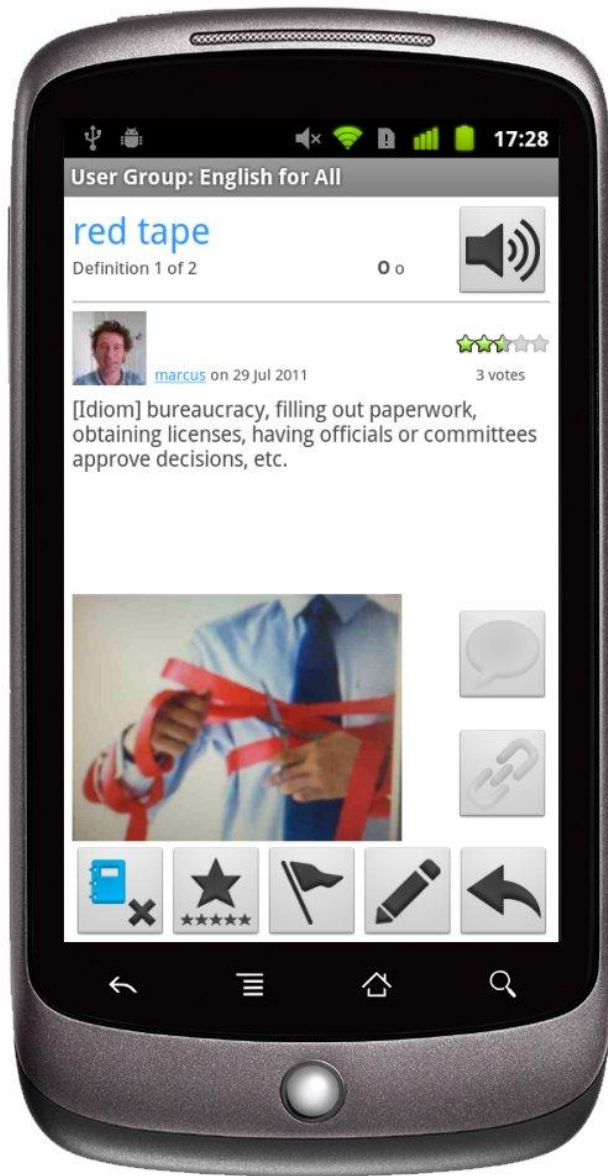 17:28
User Group: English for All
red tape
Definition 1 of 2
O o
marcus on 29 Jul 2011
3 votes
[Idiom] bureaucracy, filling out paperwork,
obtaining licenses, having officials or committees
approve decisions, etc.